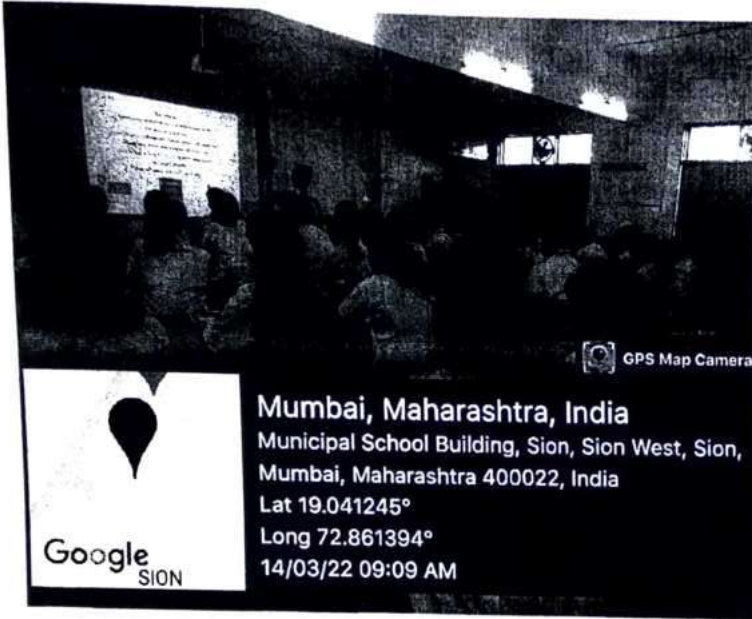 GPS Map Camera
Mumbai, Maharashtra, India
Municipal School Building, Sion, Sion West, Sion,
Mumbai, Maharashtra 400022, India
Lat 19.041245°
Long 72.861394°
14/03/22 09:09 AM
Google
SION